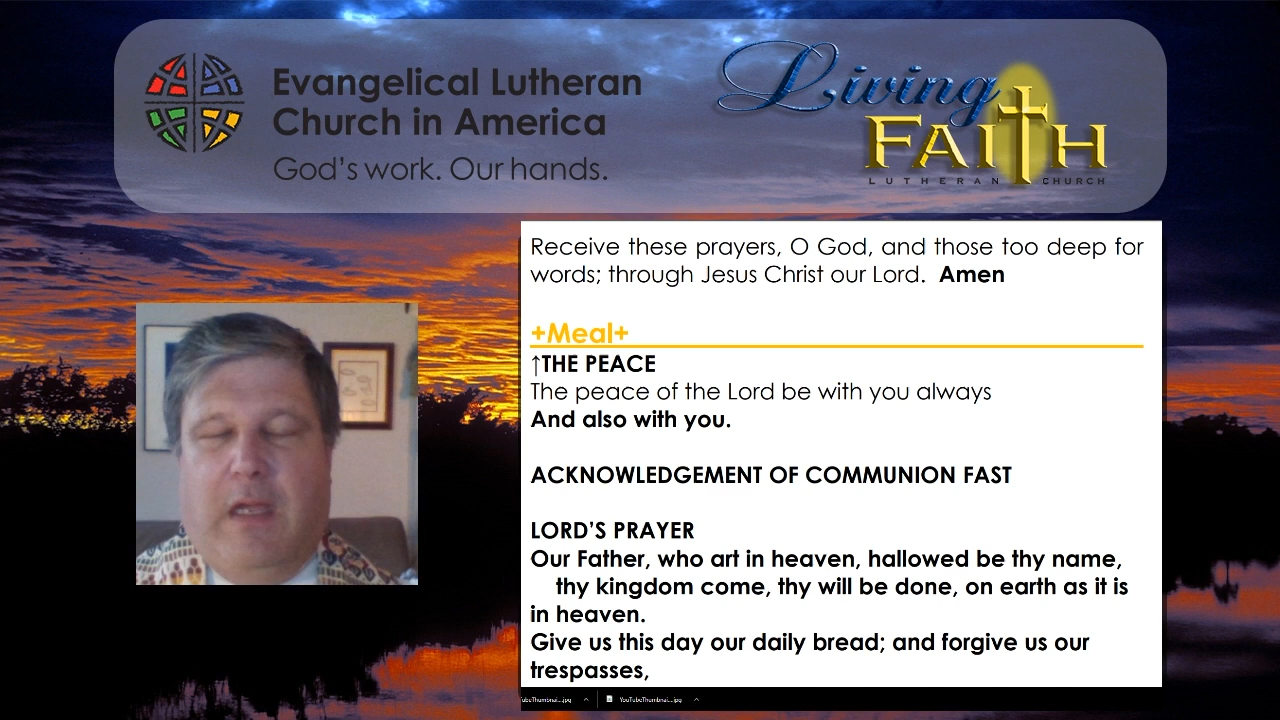 Evangelical Lutheran
Church in America
God's work. Our hands.
Living
FAITH
LUTHERAN CHURCH
Receive these prayers, O God, and those too deep for
words; through Jesus Christ our Lord. Amen
+Meal+
↑THE PEACE
The peace of the Lord be with you always
And also with you.
ACKNOWLEDGEMENT OF COMMUNION FAST
LORD'S PRAYER
Our Father, who art in heaven, hallowed be thy name,
thy kingdom come, thy will be done, on earth as it is
in heaven.
Give us this day our daily bread; and forgive us our
trespasses,
ubeThumbnai....jpg YouTubeThumbnai....jpg